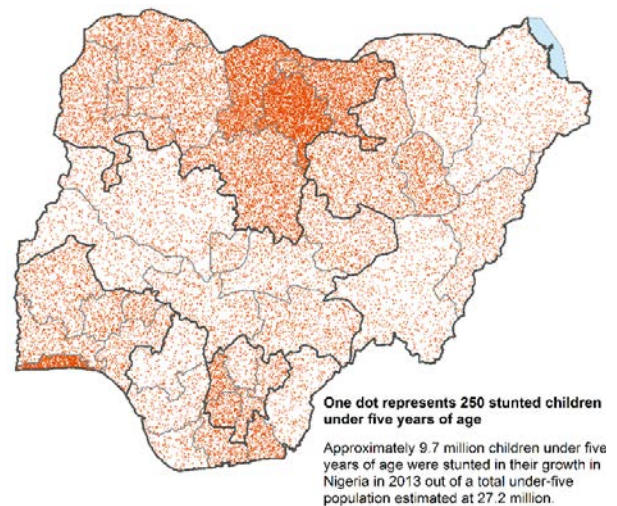 One dot represents 250 stunted children
under five years of age
Approximately 9.7 million children under five
years of age were stunted in their growth in
Nigeria in 2013 out of a total under-five
population estimated at 27.2 million.